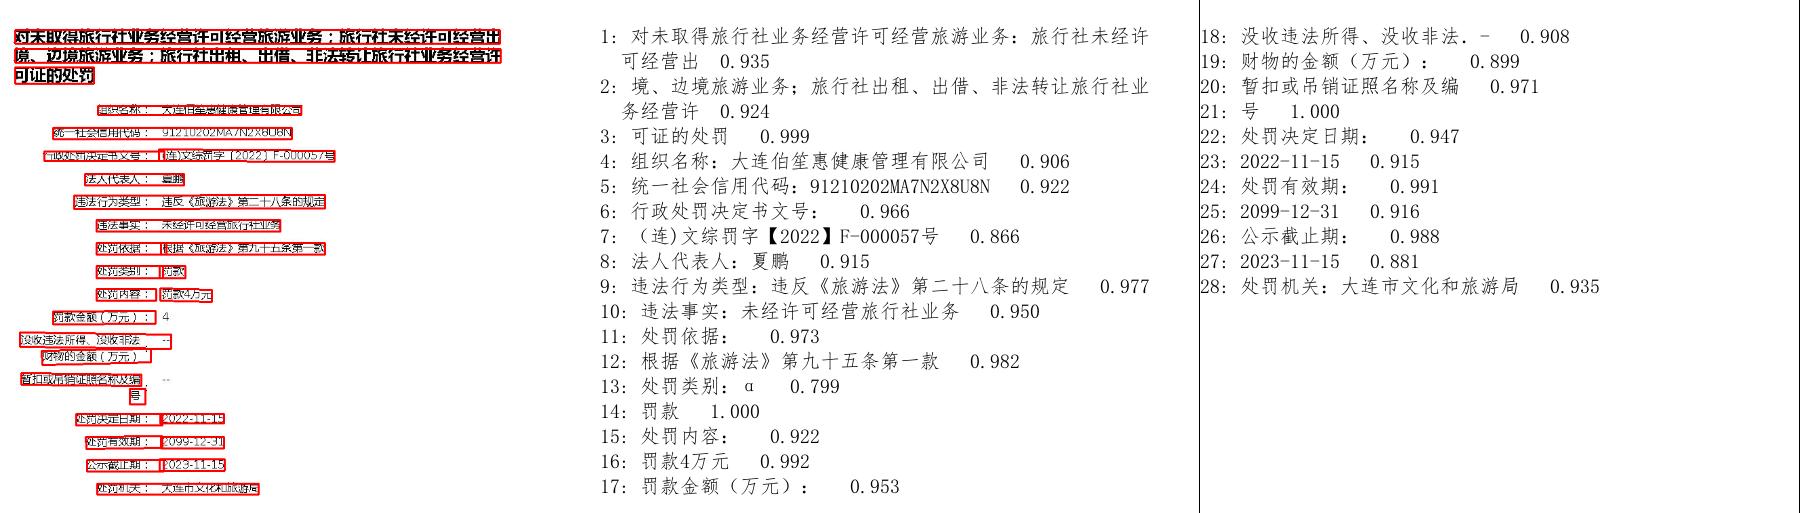 对未取得旅行社业务经营许可经营旅游业务；旅行社未经许可经营出
境、边境旅游业务；旅行社出租、出借、非法转让旅行社业务经营许
可证的处罚
组织名称： 大连伯笙惠健康管理有限公司
统一社会信用代码： 91210202MA7N2X8U8N
行政处罚决定书文号： (连)文综罚字〔2022〕F-000057号
法人代表人： 夏鹏
违法行为类型： 违反《旅游法》第二十八条的规定
违法事实： 未经许可经营旅行社业务
处罚依据： 根据《旅游法》第九十五条第一款
处罚类别： 罚款
处罚内容： 罚款4万元
罚款金额（万元）： 4
没收违法所得、没收非法 --
财物的金额（万元）
暂扣或吊销证照名称及编 --
号
处罚决定日期： 2022-11-15
处罚有效期： 2099-12-31
公示截止期： 2023-11-15
处罚机关： 大连市文化和旅游局
1: 对未取得旅行社业务经营许可经营旅游业务：旅行社未经许
可经营出 0.935
2: 境、边境旅游业务；旅行社出租、出借、非法转让旅行社业
务经营许 0.924
3: 可证的处罚 0.999
4: 组织名称：大连伯笙惠健康管理有限公司 0.906
5: 统一社会信用代码：91210202MA7N2X8U8N 0.922
6: 行政处罚决定书文号： 0.966
7: （连)文综罚字【2022】F-000057号 0.866
8: 法人代表人：夏鹏 0.915
9: 违法行为类型：违反《旅游法》第二十八条的规定 0.977
10: 违法事实：未经许可经营旅行社业务 0.950
11: 处罚依据： 0.973
12: 根据《旅游法》第九十五条第一款 0.982
13: 处罚类别：α 0.799
14: 罚款 1.000
15: 处罚内容： 0.922
16: 罚款4万元 0.992
17: 罚款金额（万元）： 0.953
18: 没收违法所得、没收非法．- 0.908
19: 财物的金额（万元）： 0.899
20: 暂扣或吊销证照名称及编 0.971
21: 号 1.000
22: 处罚决定日期： 0.947
23: 2022-11-15 0.915
24: 处罚有效期： 0.991
25: 2099-12-31 0.916
26: 公示截止期： 0.988
27: 2023-11-15 0.881
28: 处罚机关：大连市文化和旅游局 0.935